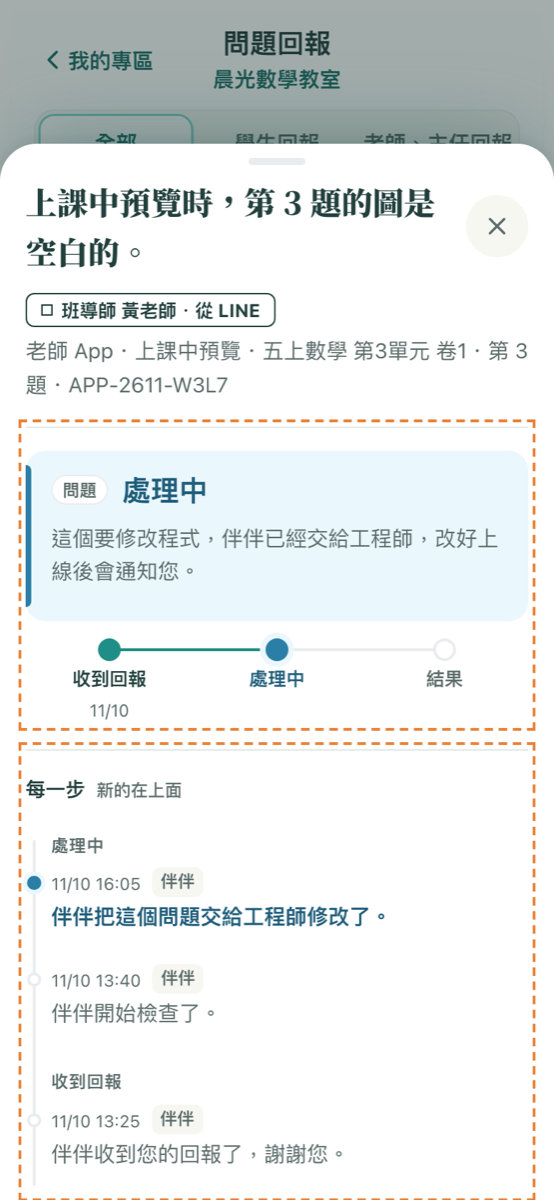 問題回報
我的專區
晨光數學教室
全部
學生回報
老師、主任回報
上課中預覽時，第 3 題的圖是
空白的。
班導師 黃老師・從 LINE
老師 App・上課中預覽・五上數學 第3單元 卷1・第 3
題・APP-2611-W3L7
問題
處理中
這個要修改程式，伴伴已經交給工程師，改好上
線後會通知您。
收到回報
處理中
結果
11/10
每一步 新的在上面
處理中
11/10 16:05 伴伴
伴伴把這個問題交給工程師修改了。
11/10 13:40 伴伴
伴伴開始檢查了。
收到回報
11/10 13:25 伴伴
伴伴收到您的回報了，謝謝您。